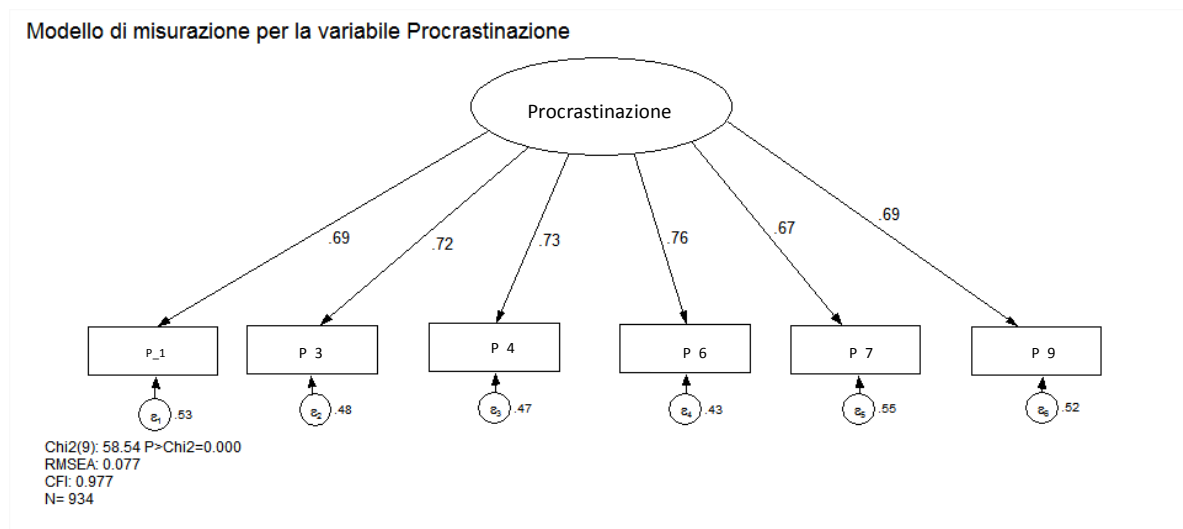 Modello di misurazione per la variabile Procrastinazione
Procrastinazione
.69
.72
.73
.76
.67
.69
P_1
P 3
P 4
P 6
P 7
P 9
ε1 .53
ε2 .48
ε3 .47
ε4 .43
ε5 .55
ε6 .52
Chi2(9): 58.54 P>Chi2=0.000
RMSEA: 0.077
CFI: 0.977
N= 934